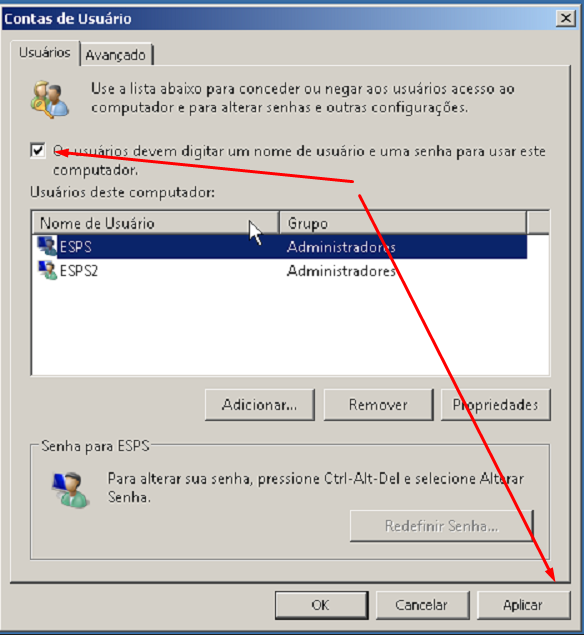 Contas de Usuário
Usuários
Avançado
Use a lista abaixo para conceder ou negar aos usuários acesso ao
computador e para alterar senhas e outras configurações.
Os usuários devem digitar um nome de usuário e uma senha para usar este
computador.
Usuários deste computador:
Nome de Usuário Grupo
ESPS Administradores
ESPS2 Administradores
Adicionar... Remover Propriedades
Senha para ESPS
Para alterar sua senha, pressione Ctrl-Alt-Del e selecione Alterar
Senha.
Redefinir Senha...
OK Cancelar Aplicar